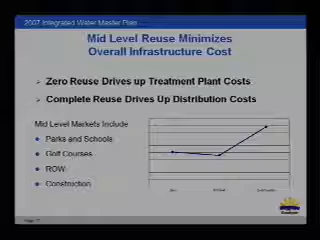 2007 Integrated Water Master Plan
Mid Level Reuse Minimizes
Overall Infrastructure Cost
Zero Reuse Drives up Treatment Plant Costs
Complete Reuse Drives Up Distribution Costs
Mid Level Markets Include
Parks and Schools
Golf Courses
ROW
Construction